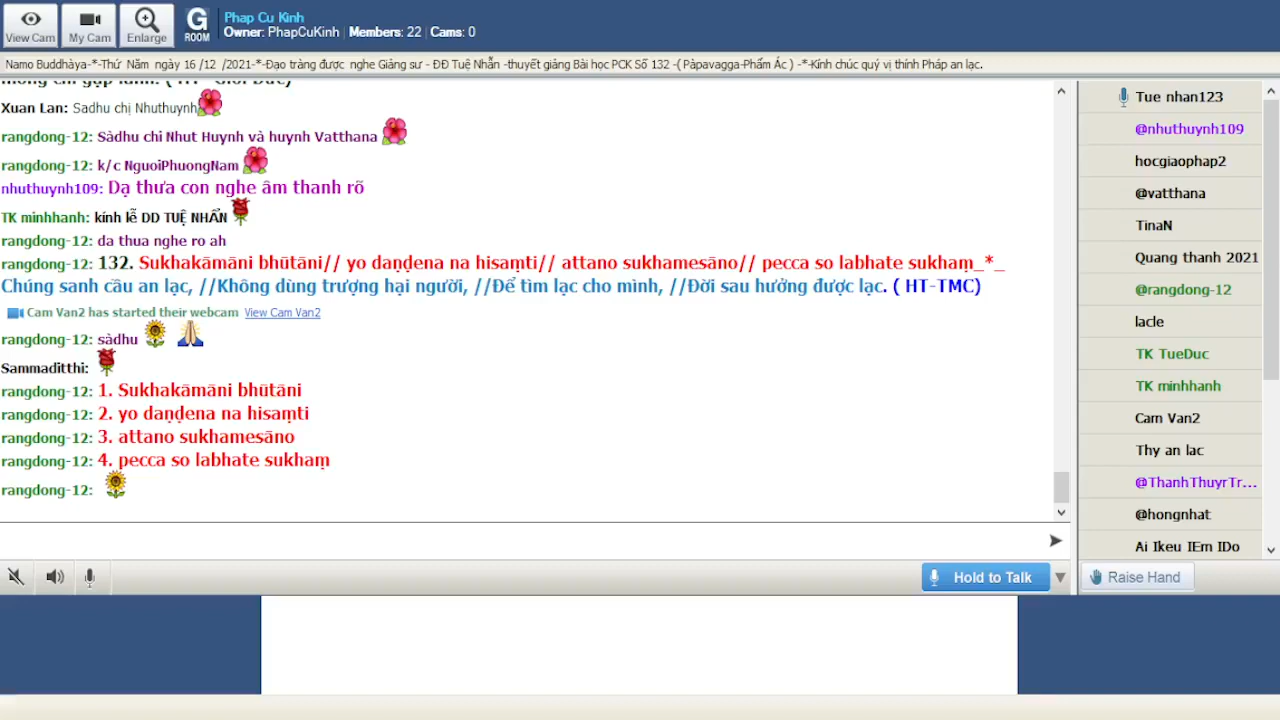 View Cam
My Cam
Enlarge
G
ROOM
Phap Cu Kinh
Owner: PhapCuKinh | Members: 22 | Cams: 0
Namo Buddhàya-*-Thứ Năm ngày 16 /12 /2021-*-Đạo tràng được nghe Giảng sư - ĐĐ Tuệ Nhẫn -thuyết giảng Bài học PCK Số 132 -( Pàpavagga-Phẩm Ác ) -*-Kính chúc quý vị thính Pháp an lạc.
Xuan Lan: Sadhu chị Nhuthuynh
rangdong-12: Sàdhu chi Nhut Huynh và huynh Vatthana
rangdong-12: k/c NguoiPhuongNam
nhuthuynh109: Dạ thưa con nghe âm thanh rõ
TK minhhanh: kính lễ DD TUỆ NHẪN
rangdong-12: da thua nghe ro ah
rangdong-12: 132. Sukhakāmāni bhūtāni// yo daṇḍena na hisaṃti// attano sukhamesāno// pecca so labhate sukhaṃ_*_
Chúng sanh cầu an lạc, //Không dùng trượng hại người, //Để tìm lạc cho mình, //Đời sau hưởng được lạc. ( HT-TMC)
Cam Van2 has started their webcam View Cam Van2
rangdong-12: sàdhu
Sammaditthi:
rangdong-12: 1. Sukhakāmāni bhūtāni
rangdong-12: 2. yo daṇḍena na hisaṃti
rangdong-12: 3. attano sukhamesāno
rangdong-12: 4. pecca so labhate sukhaṃ
rangdong-12:
Hold to Talk
Tue nhan123
@nhuthuynh109
hocgiaophap2
@vatthana
TinaN
Quang thanh 2021
@rangdong-12
lacle
TK TueDuc
TK minhhanh
Cam Van2
Thy an lac
@ThanhThuyrTr...
@hongnhat
Ai Ikeu IEm IDo
Raise Hand